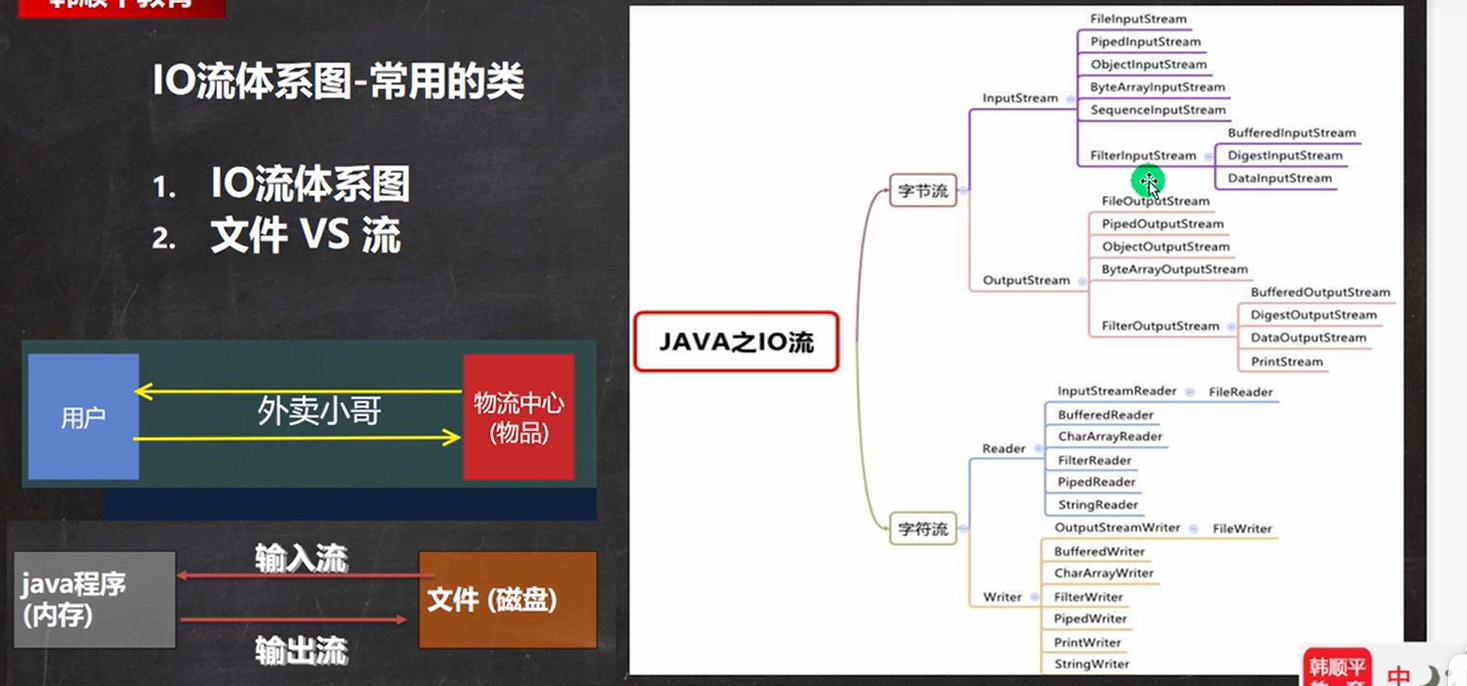 韩顺平教育
IO流体系图-常用的类
1. IO流体系图
2. 文件 VS 流
用户
外卖小哥
物流中心
(物品)
java程序
(内存)
输入流
输出流
文件 (磁盘)
JAVA之IO流
字节流
InputStream
FileInputStream
PipedInputStream
ObjectInputStream
ByteArrayInputStream
SequenceInputStream
FilterInputStream
BufferedInputStream
DigestInputStream
DataInputStream
OutputStream
FileOutputStream
PipedOutputStream
ObjectOutputStream
ByteArrayOutputStream
FilterOutputStream
BufferedOutputStream
DigestOutputStream
DataOutputStream
PrintStream
字符流
Reader
InputStreamReader
FileReader
BufferedReader
CharArrayReader
FilterReader
PipedReader
StringReader
Writer
OutputStreamWriter
FileWriter
BufferedWriter
CharArrayWriter
FilterWriter
PipedWriter
PrintWriter
StringWriter
韩顺平
中